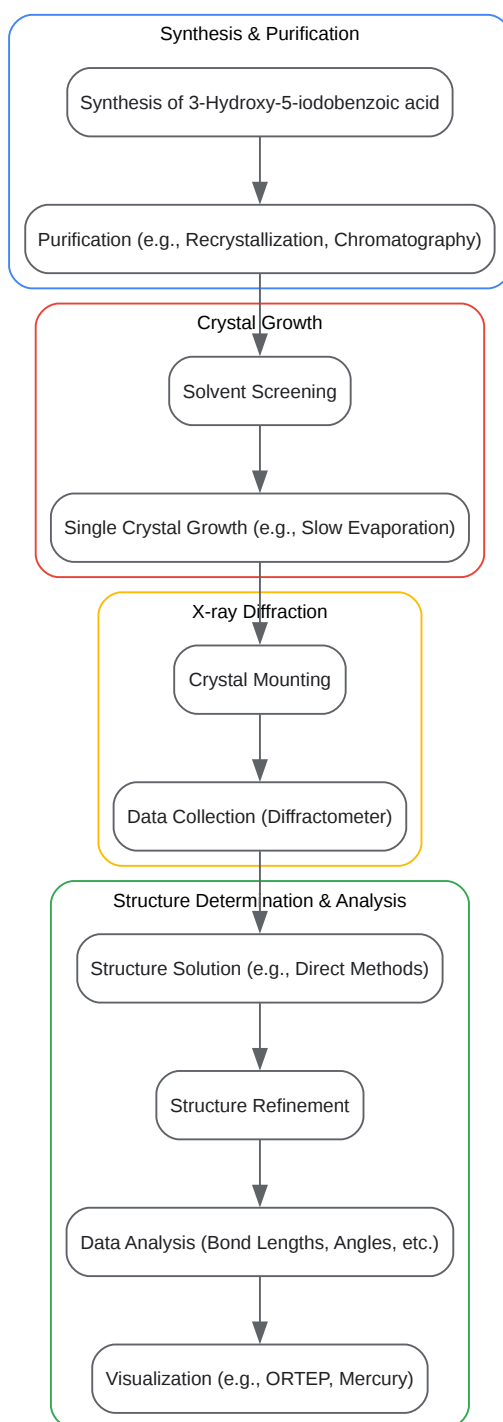 Synthesis & Purification
Synthesis of 3-Hydroxy-5-iodobenzoic acid
Purification (e.g., Recrystallization, Chromatography)
Crystal Growth
Solvent Screening
Single Crystal Growth (e.g., Slow Evaporation)
X-ray Diffraction
Crystal Mounting
Data Collection (Diffractometer)
Structure Determination & Analysis
Structure Solution (e.g., Direct Methods)
Structure Refinement
Data Analysis (Bond Lengths, Angles, etc.)
Visualization (e.g., ORTEP, Mercury)